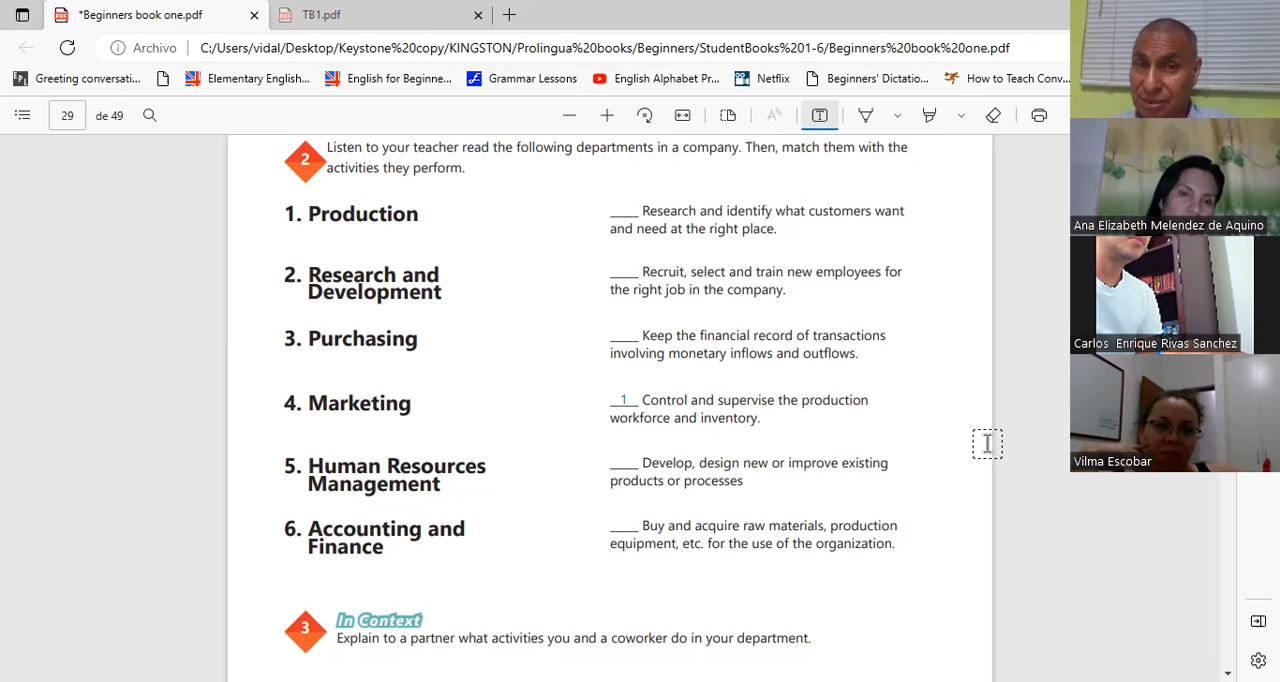 *Beginners book one.pdf
TB1.pdf
Archivo
C:/Users/vidal/Desktop/Keystone%20copy/KINGSTON/Prolingua%20books/Beginners/StudentBooks%201-6/Beginners%20book%20one.pdf
Greeting conversati...
Elementary English...
English for Beginne...
Grammar Lessons
English Alphabet Pr...
Netflix
Beginners' Dictatio...
How to Teach Conv...
29 de 49
2
Listen to your teacher read the following departments in a company. Then, match them with the
activities they perform.
1. Production
____ Research and identify what customers want
and need at the right place.
2. Research and
Development
____ Recruit, select and train new employees for
the right job in the company.
3. Purchasing
____ Keep the financial record of transactions
involving monetary inflows and outflows.
4. Marketing
__1__ Control and supervise the production
workforce and inventory.
5. Human Resources
Management
____ Develop, design new or improve existing
products or processes
6. Accounting and
Finance
____ Buy and acquire raw materials, production
equipment, etc. for the use of the organization.
3
In Context
Explain to a partner what activities you and a coworker do in your department.
Ana Elizabeth Melendez de Aquino
Carlos Enrique Rivas Sanchez
Vilma Escobar